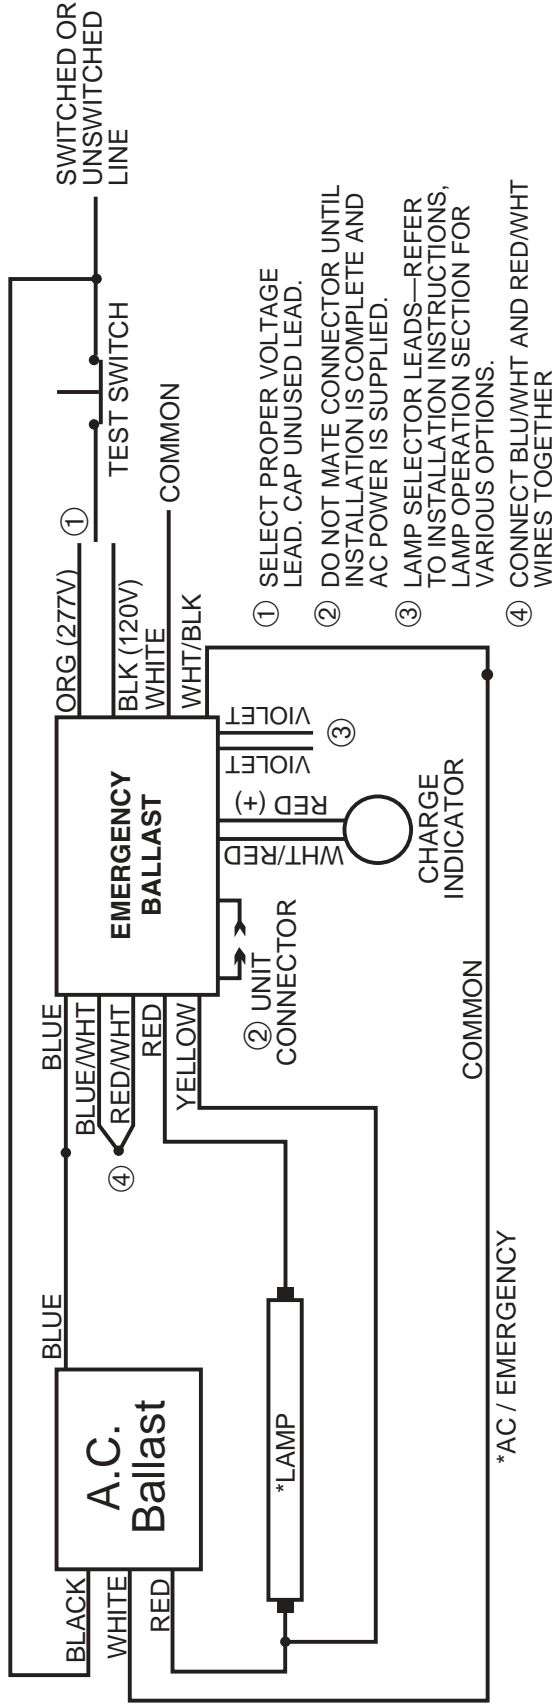 BLACK
WHITE
RED
A.C.
Ballast
BLUE
*LAMP
*AC / EMERGENCY
BLUE
BLUE/WHT
RED/WHT
④
RED
YELLOW
EMERGENCY
BALLAST
② UNIT
CONNECTOR
WHT/RED
RED (+)
CHARGE
INDICATOR
VIOLET
VIOLET
③
COMMON
ORG (277V)
①
BLK (120V)
WHITE
WHT/BLK
COMMON
TEST SWITCH
SWITCHED OR
UNSWITCHED
LINE
① SELECT PROPER VOLTAGE
LEAD. CAP UNUSED LEAD.
② DO NOT MATE CONNECTOR UNTIL
INSTALLATION IS COMPLETE AND
AC POWER IS SUPPLIED.
③ LAMP SELECTOR LEADS—REFER
TO INSTALLATION INSTRUCTIONS,
LAMP OPERATION SECTION FOR
VARIOUS OPTIONS.
④ CONNECT BLU/WHT AND RED/WHT
WIRES TOGETHER